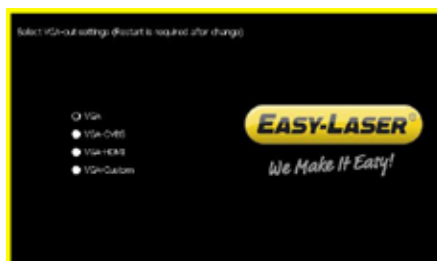 Select VGA-out settings (Restart is required after change)
VGA
VGA-CVBS
VGA-HDMI
VGA-Custom
EASY-LASER®
We Make It Easy!